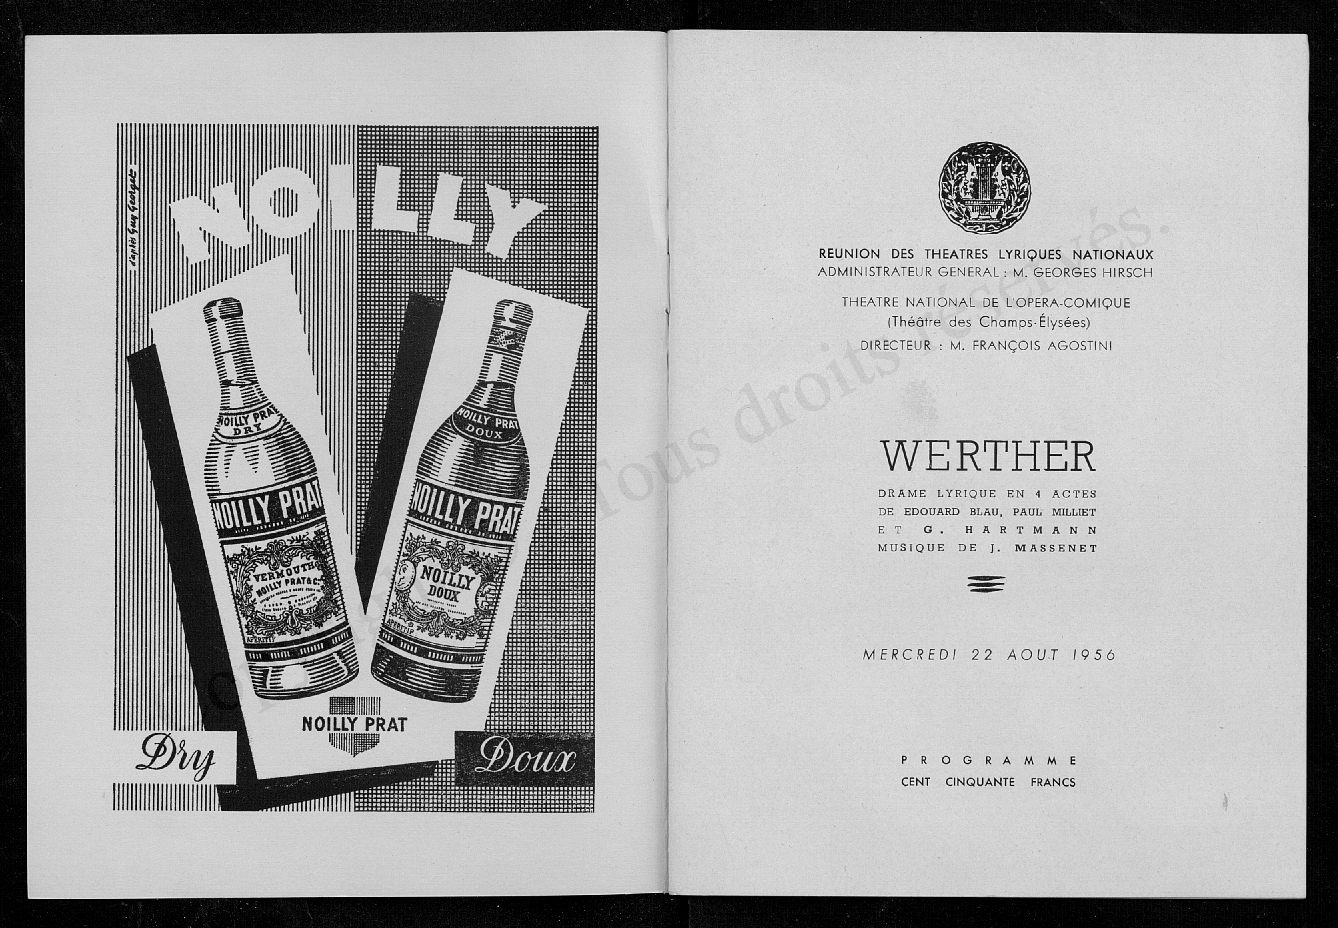 d'après Guy Georget
NOILLY
NOILLY PRAT
DRY
NOILLY PRAT
VERMOUTH
NOILLY PRAT & Cº
APÉRITIF
NOILLY PRAT
DOUX
NOILLY PRAT
NOILLY
DOUX
APÉRITIF
NOILLY PRAT
Dry
Doux
REUNION DES THEATRES LYRIQUES NATIONAUX
ADMINISTRATEUR GENERAL : M. GEORGES HIRSCH
THEATRE NATIONAL DE L'OPERA-COMIQUE
(Théâtre des Champs-Élysées)
DIRECTEUR : M. FRANÇOIS AGOSTINI
WERTHER
DRAME LYRIQUE EN 4 ACTES
DE EDOUARD BLAU, PAUL MILLIET
ET G. HARTMANN
MUSIQUE DE J. MASSENET
MERCREDI 22 AOUT 1956
PROGRAMME
CENT CINQUANTE FRANCS
Tous droits réservés.